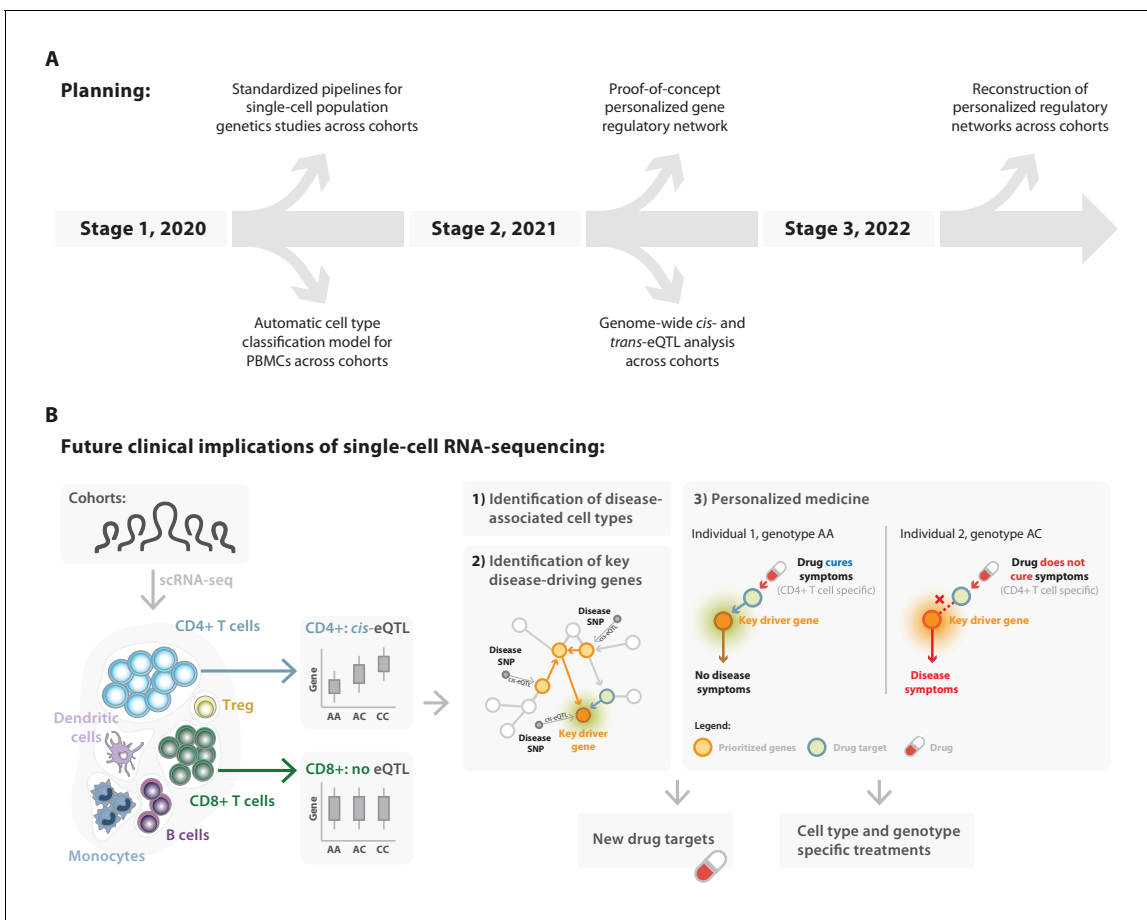 A
Planning:
Standardized pipelines for
single-cell population
genetics studies across cohorts
Proof-of-concept
personalized gene
regulatory network
Reconstruction of
personalized regulatory
networks across cohorts
Stage 1, 2020
Stage 2, 2021
Stage 3, 2022
Automatic cell type
classification model for
PBMCs across cohorts
Genome-wide cis- and
trans-eQTL analysis
across cohorts
B
Future clinical implications of single-cell RNA-sequencing:
Cohorts:
scRNA-seq
CD4+ T cells
Treg
Dendritic
cells
CD8+ T cells
B cells
Monocytes
CD4+: cis-eQTL
Gene
AA AC CC
CD8+: no eQTL
Gene
AA AC CC
1) Identification of disease-
associated cell types
2) Identification of key
disease-driving genes
Disease
SNP
cis-eQTL
Disease
SNP
cis-eQTL
Disease
SNP
cis-eQTL
Key driver
gene
3) Personalized medicine
Individual 1, genotype AA
Drug cures
symptoms
(CD4+ T cell specific)
Key driver gene
No disease
symptoms
Individual 2, genotype AC
Drug does not
cure symptoms
(CD4+ T cell specific)
Key driver gene
Disease
symptoms
Legend:
Prioritized genes
Drug target
Drug
New drug targets
Cell type and genotype
specific treatments